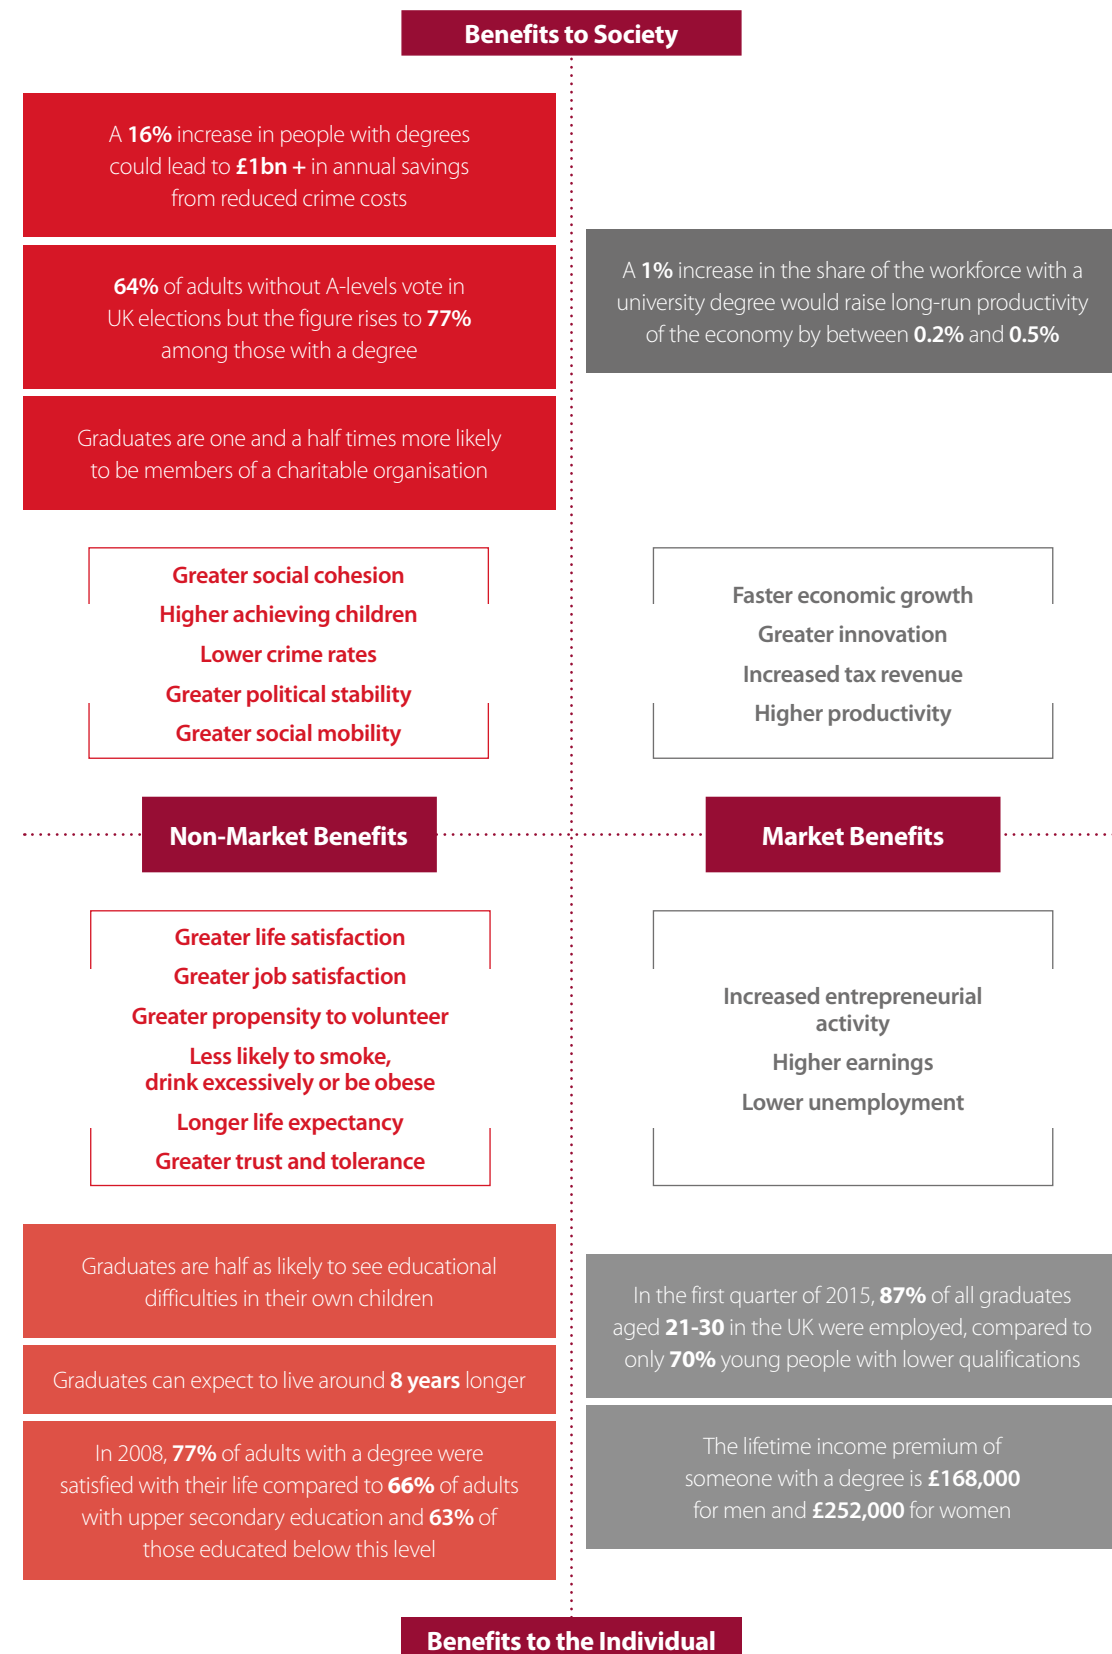 Benefits to Society
A 16% increase in people with degrees
could lead to £1bn + in annual savings
from reduced crime costs
64% of adults without A-levels vote in
UK elections but the figure rises to 77%
among those with a degree
Graduates are one and a half times more likely
to be members of a charitable organisation
A 1% increase in the share of the workforce with a
university degree would raise long-run productivity
of the economy by between 0.2% and 0.5%
Greater social cohesion
Higher achieving children
Lower crime rates
Greater political stability
Greater social mobility
Faster economic growth
Greater innovation
Increased tax revenue
Higher productivity
Non-Market Benefits
Market Benefits
Greater life satisfaction
Greater job satisfaction
Greater propensity to volunteer
Less likely to smoke,
drink excessively or be obese
Longer life expectancy
Greater trust and tolerance
Increased entrepreneurial
activity
Higher earnings
Lower unemployment
Graduates are half as likely to see educational
difficulties in their own children
Graduates can expect to live around 8 years longer
In 2008, 77% of adults with a degree were
satisfied with their life compared to 66% of adults
with upper secondary education and 63% of
those educated below this level
In the first quarter of 2015, 87% of all graduates
aged 21-30 in the UK were employed, compared to
only 70% young people with lower qualifications
The lifetime income premium of
someone with a degree is £168,000
for men and £252,000 for women
Benefits to the Individual